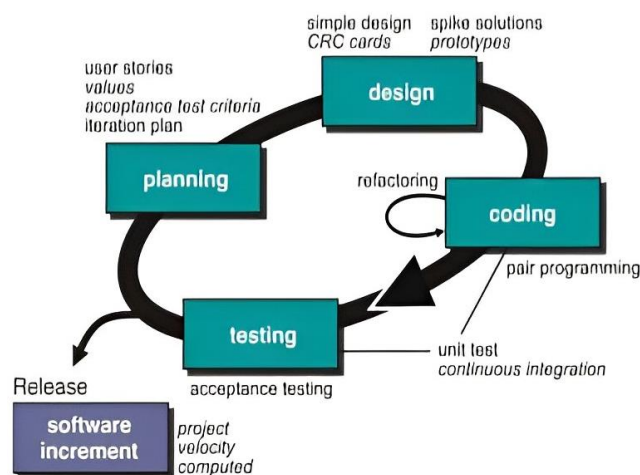 simple design
CRC cards
spike solutions
prototypes
user stories
values
acceptance test criteria
iteration plan
design
planning
refactoring
coding
pair programming
testing
unit test
continuous integration
acceptance testing
Release
software
increment
project
velocity
computed